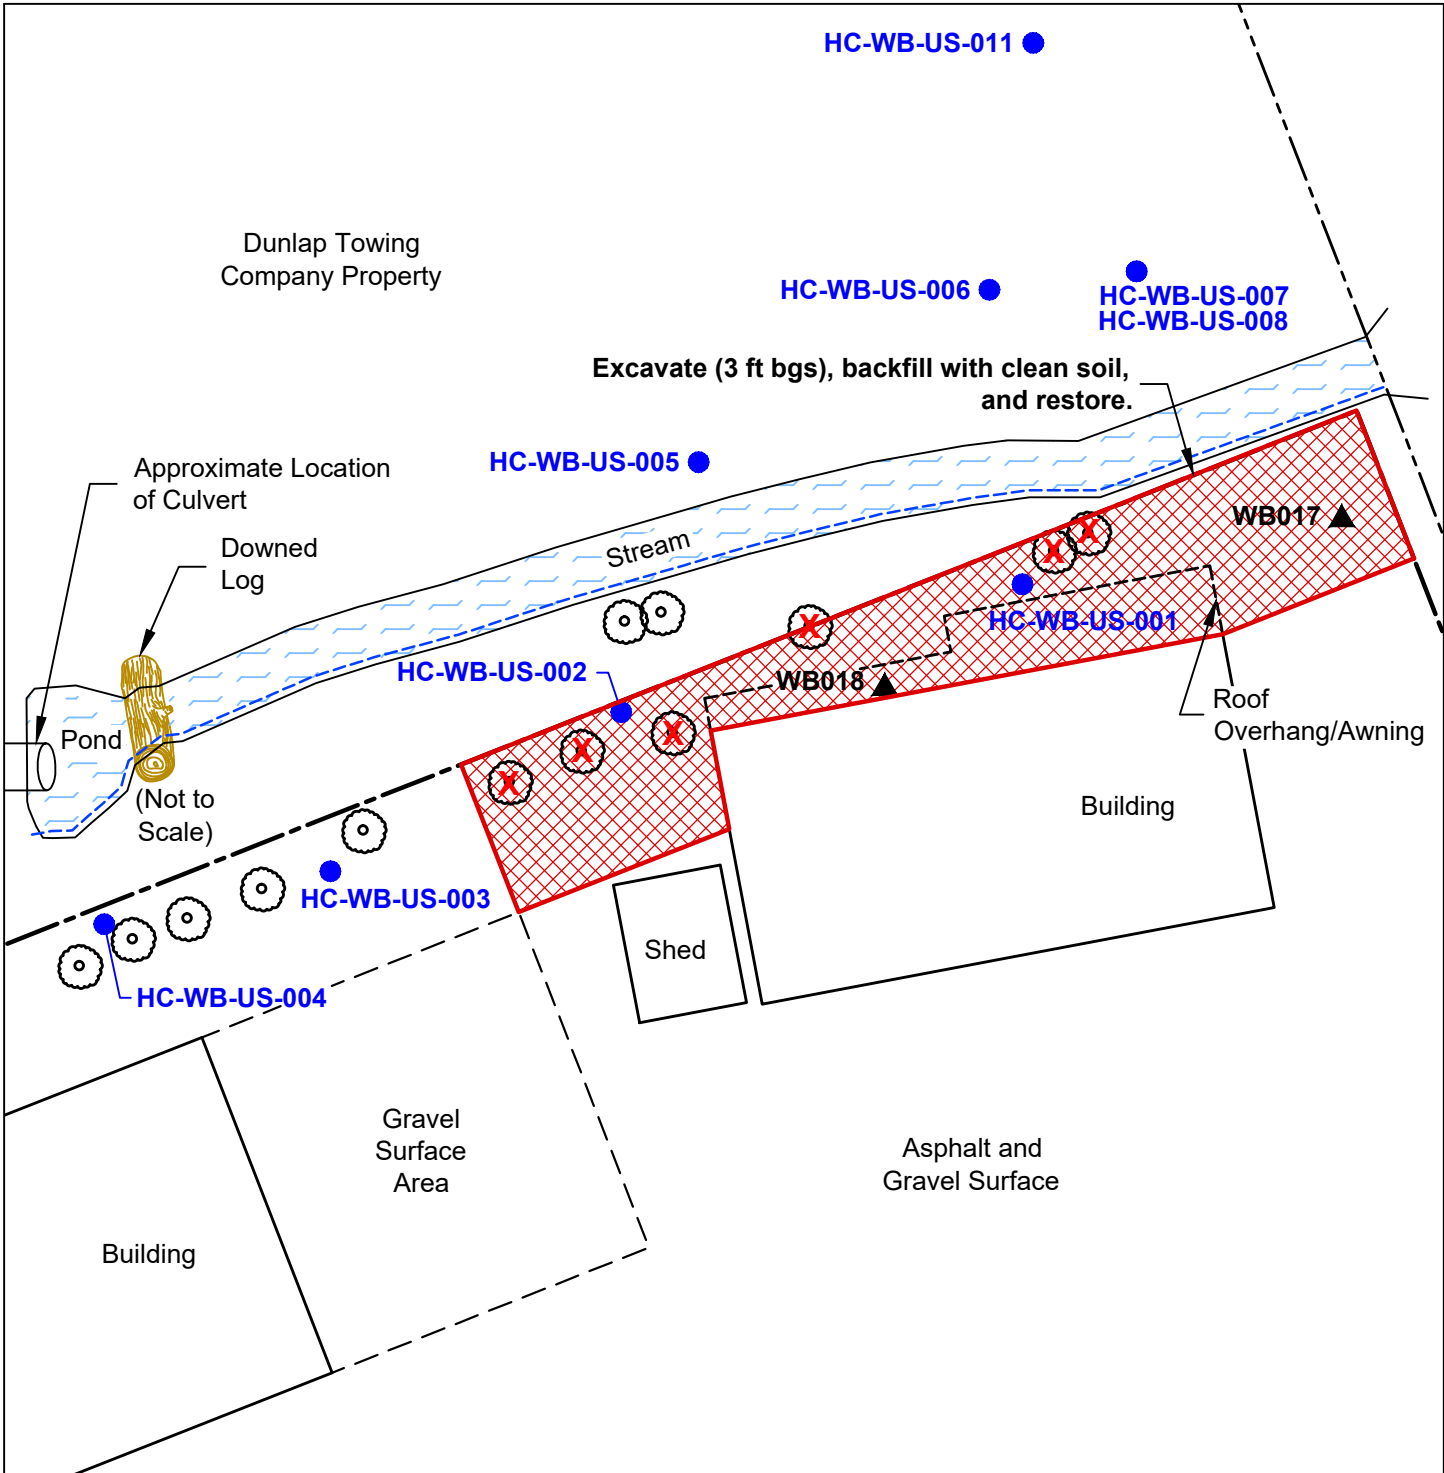 HC-WB-US-011
Dunlap Towing
Company Property
HC-WB-US-006
HC-WB-US-007
HC-WB-US-008
Excavate (3 ft bgs), backfill with clean soil,
and restore.
HC-WB-US-005
Approximate Location
of Culvert
WB017
Downed
Log
Stream
HC-WB-US-001
HC-WB-US-002
WB018
Roof
Overhang/Awning
Pond
(Not to
Scale)
Building
HC-WB-US-003
Shed
HC-WB-US-004
Gravel
Surface
Area
Asphalt and
Gravel Surface
Building
X
X
X
X
X
X